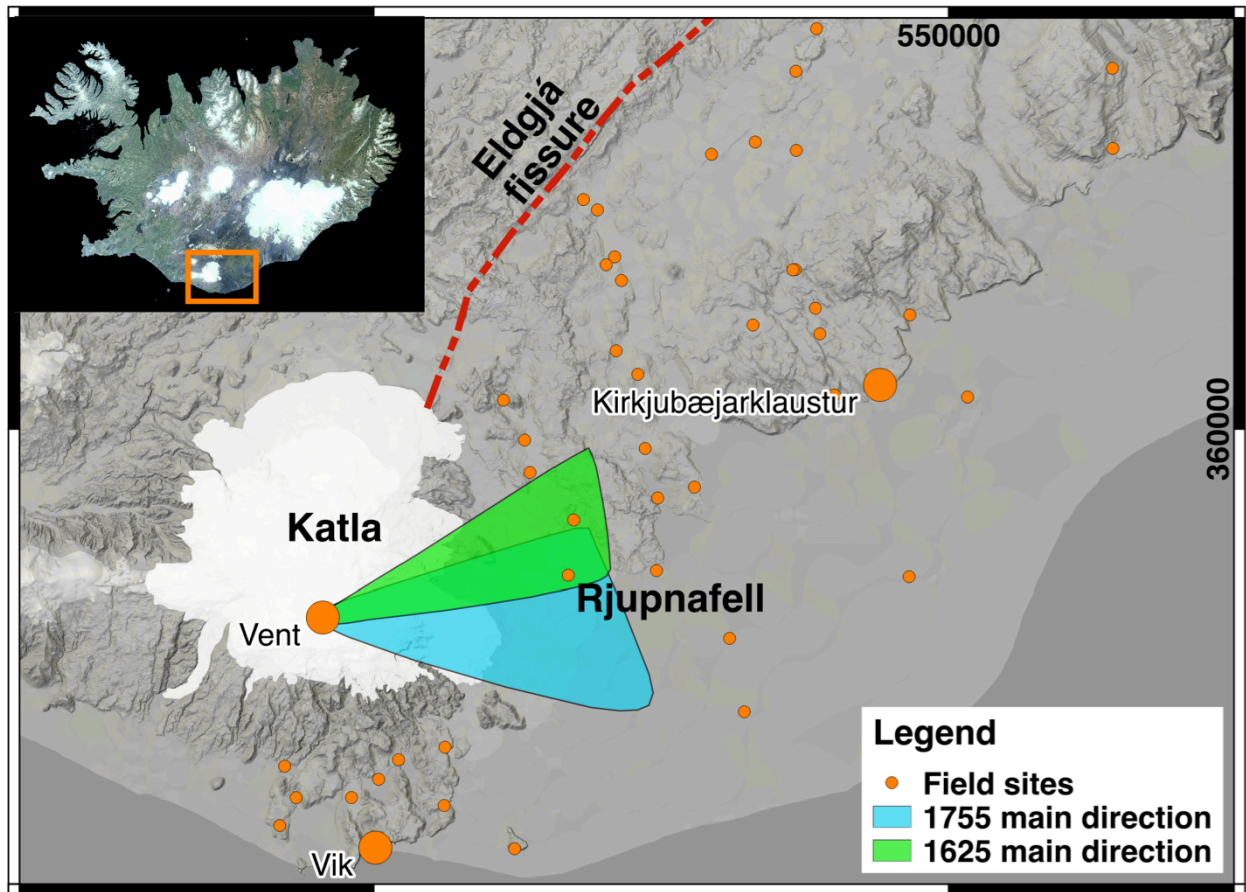 550000
Eldgjá
fissure
Kirkjubæjarklaustur
360000
Katla
Rjupnafell
Vent
Vik
Legend
Field sites
1755 main direction
1625 main direction